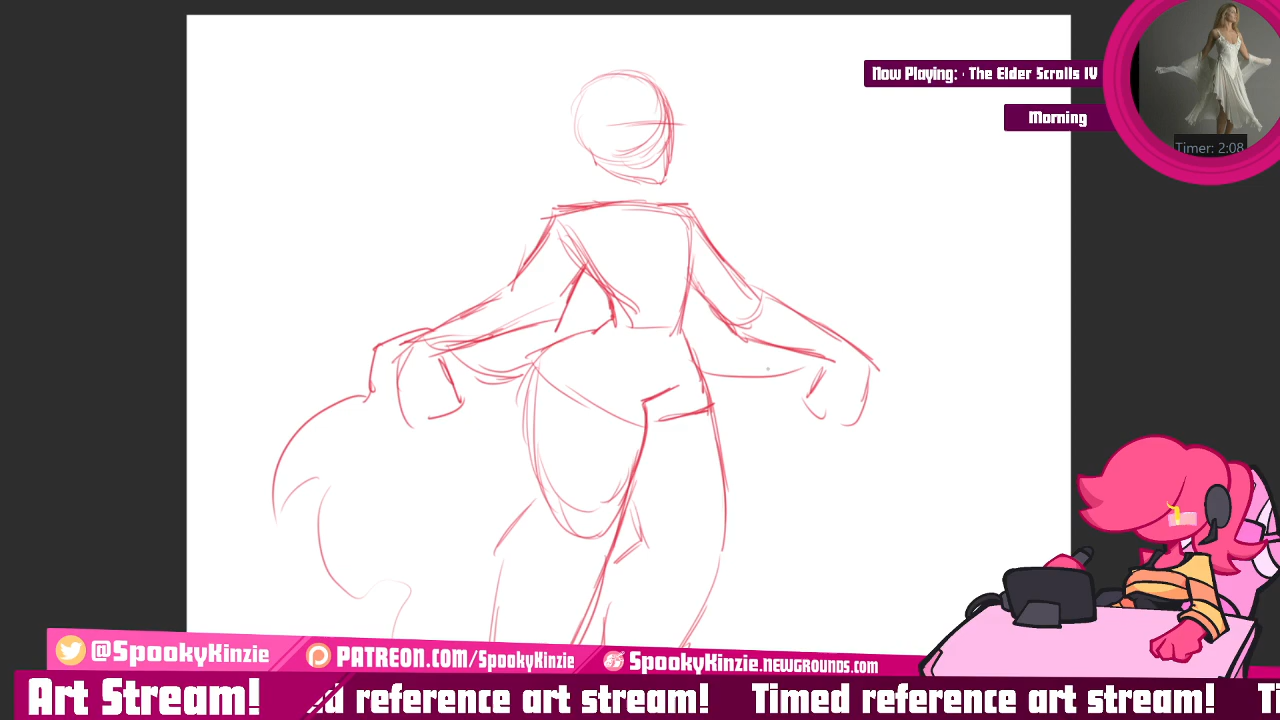 Now Playing: · The Elder Scrolls IV
Morning
Timer: 2:08
@SpookyKinzie
PATREON.COM/SpookyKinzie
SpookyKinzie.NEWGROUNDS.com
Art Stream!
d reference art stream! Timed reference art stream! Ti